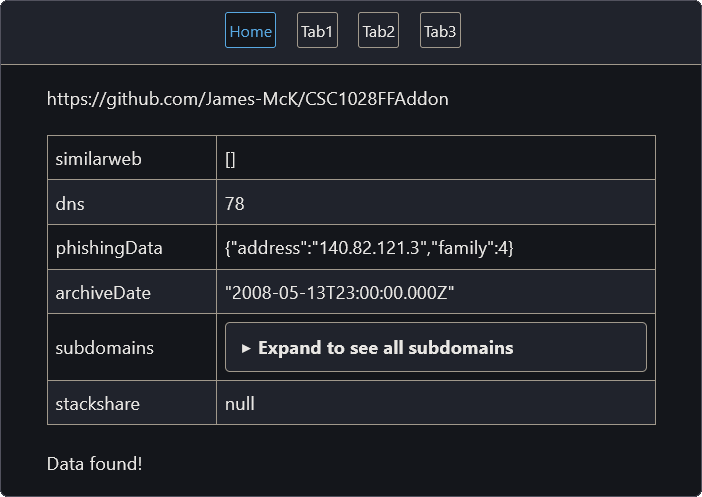 Home Tab1 Tab2 Tab3
https://github.com/James-McK/CSC1028FFAddon
similarweb []
dns 78
phishingData {"address":"140.82.121.3","family":4}
archiveDate "2008-05-13T23:00:00.000Z"
subdomains ▸ Expand to see all subdomains
stackshare null
Data found!